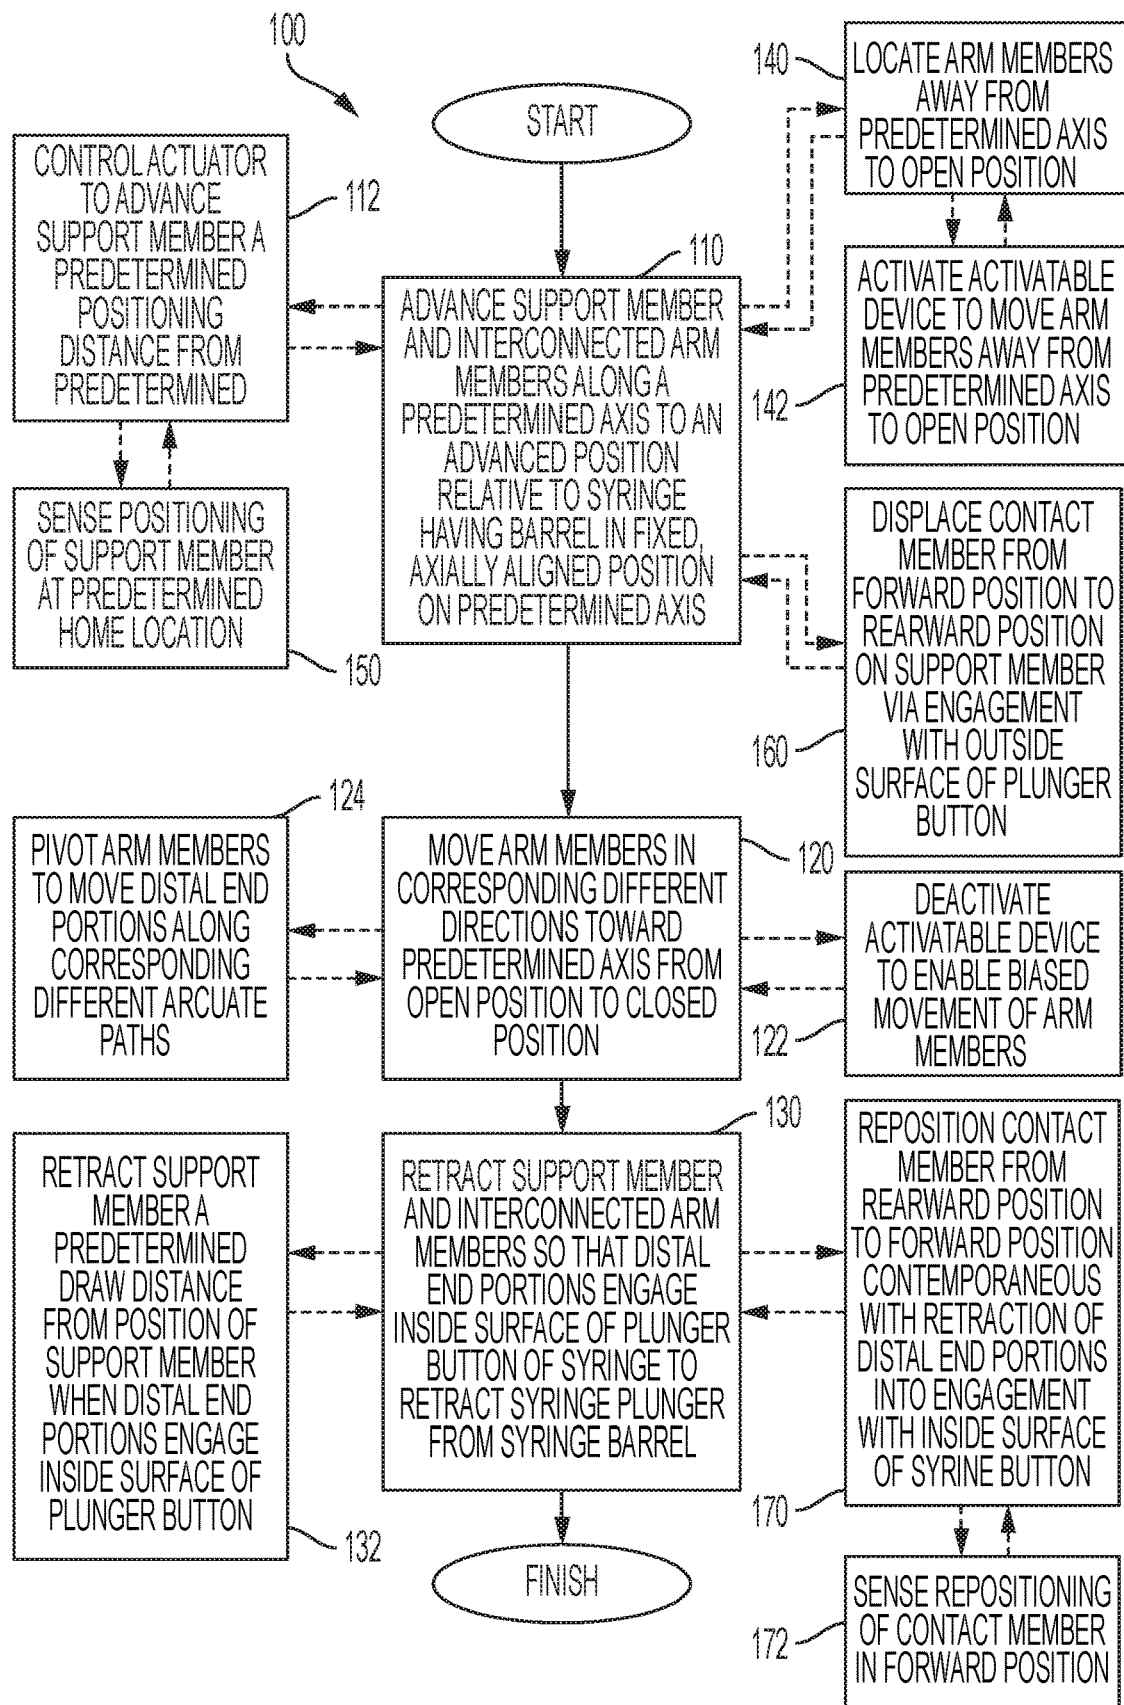 100
START
140
LOCATE ARM MEMBERS
AWAY FROM
PREDETERMINED AXIS
TO OPEN POSITION
CONTROL ACTUATOR
TO ADVANCE
SUPPORT MEMBER A
PREDETERMINED
POSITIONING
DISTANCE FROM
PREDETERMINED
112
110
ADVANCE SUPPORT MEMBER
AND INTERCONNECTED ARM
MEMBERS ALONG A
PREDETERMINED AXIS TO AN
ADVANCED POSITION
RELATIVE TO SYRINGE
HAVING BARREL IN FIXED,
AXIALLY ALIGNED POSITION
ON PREDETERMINED AXIS
ACTIVATE ACTIVATABLE
DEVICE TO MOVE ARM
MEMBERS AWAY FROM
PREDETERMINED AXIS
TO OPEN POSITION
142
SENSE POSITIONING
OF SUPPORT MEMBER
AT PREDETERMINED
HOME LOCATION
150
DISPLACE CONTACT
MEMBER FROM
FORWARD POSITION TO
REARWARD POSITION
ON SUPPORT MEMBER
VIA ENGAGEMENT
WITH OUTSIDE
SURFACE OF PLUNGER
BUTTON
160
124
PIVOT ARM MEMBERS
TO MOVE DISTAL END
PORTIONS ALONG
CORRESPONDING
DIFFERENT ARCUATE
PATHS
MOVE ARM MEMBERS IN
CORRESPONDING DIFFERENT
DIRECTIONS TOWARD
PREDETERMINED AXIS FROM
OPEN POSITION TO CLOSED
POSITION
120
DEACTIVATE
ACTIVATABLE DEVICE
TO ENABLE BIASED
MOVEMENT OF ARM
MEMBERS
122
RETRACT SUPPORT
MEMBER A
PREDETERMINED
DRAW DISTANCE
FROM POSITION OF
SUPPORT MEMBER
WHEN DISTAL END
PORTIONS ENGAGE
INSIDE SURFACE OF
PLUNGER BUTTON
132
130
RETRACT SUPPORT MEMBER
AND INTERCONNECTED ARM
MEMBERS SO THAT DISTAL
END PORTIONS ENGAGE
INSIDE SURFACE OF PLUNGER
BUTTON OF SYRINGE TO
RETRACT SYRINGE PLUNGER
FROM SYRINGE BARREL
REPOSITION CONTACT
MEMBER FROM
REARWARD POSITION
TO FORWARD POSITION
CONTEMPORANEOUS
WITH RETRACTION OF
DISTAL END PORTIONS
INTO ENGAGEMENT
WITH INSIDE SURFACE
OF SYRINE BUTTON
170
FINISH
SENSE REPOSITIONING
OF CONTACT MEMBER
IN FORWARD POSITION
172